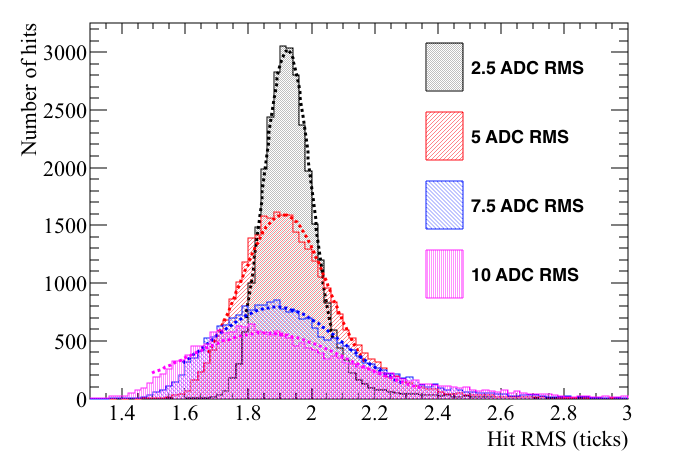 Number of hits
3000
2500
2000
1500
1000
500
0
2.5 ADC RMS
5 ADC RMS
7.5 ADC RMS
10 ADC RMS
1.4 1.6 1.8 2 2.2 2.4 2.6 2.8 3
Hit RMS (ticks)